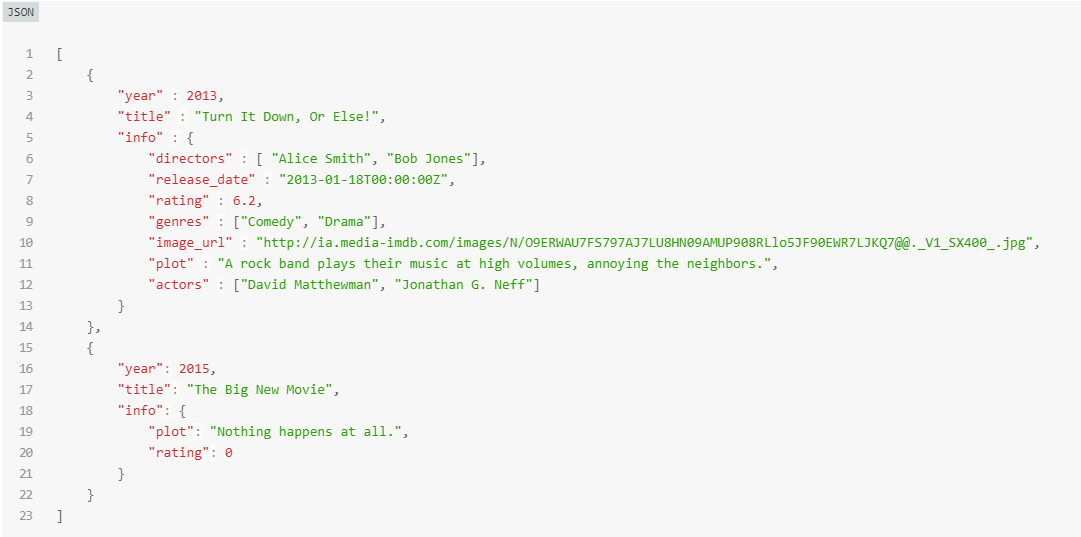 JSON
1 [
2     {
3         "year" : 2013,
4         "title" : "Turn It Down, Or Else!",
5         "info" : {
6             "directors" : [ "Alice Smith", "Bob Jones"],
7             "release_date" : "2013-01-18T00:00:00Z",
8             "rating" : 6.2,
9             "genres" : ["Comedy", "Drama"],
10             "image_url" : "http://ia.media-imdb.com/images/N/O9ERWAU7FS797AJ7LU8HN09AMUP908RLlo5JF90EWR7LJKQ7@@._V1_SX400_.jpg",
11             "plot" : "A rock band plays their music at high volumes, annoying the neighbors.",
12             "actors" : ["David Matthewman", "Jonathan G. Neff"]
13         }
14     },
15     {
16         "year": 2015,
17         "title": "The Big New Movie",
18         "info": {
19             "plot": "Nothing happens at all.",
20             "rating": 0
21         }
22     }
23 ]